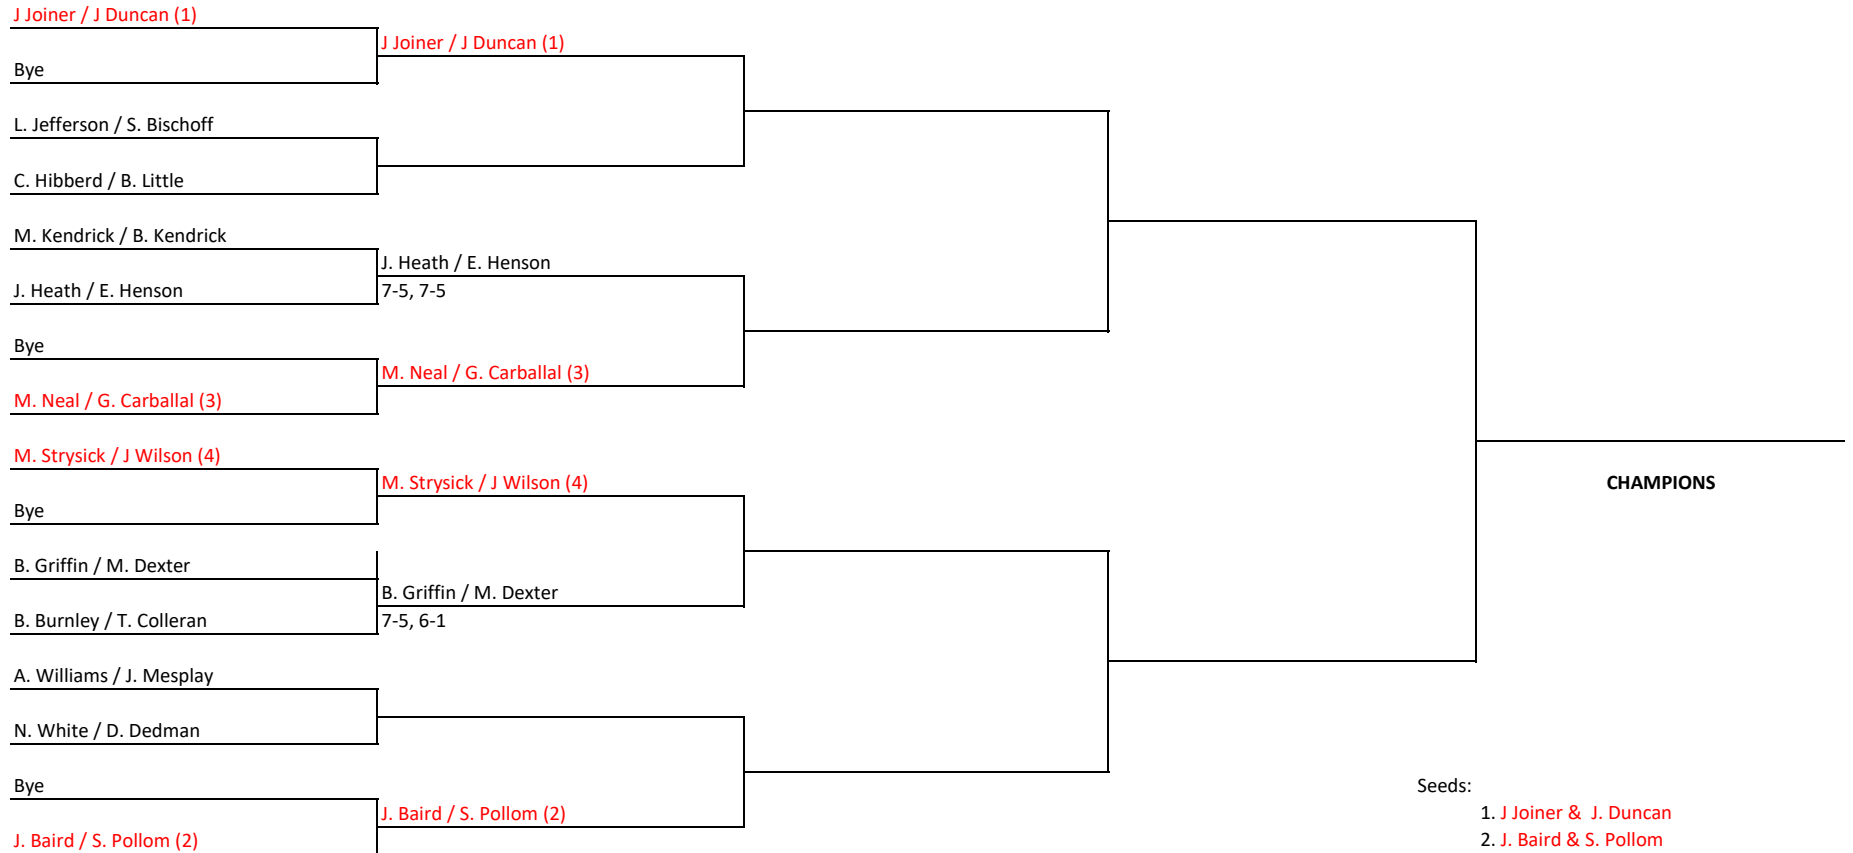 J Joiner / J Duncan (1)
J Joiner / J Duncan (1)
Bye
L. Jefferson / S. Bischoff
C. Hibberd / B. Little
M. Kendrick / B. Kendrick
J. Heath / E. Henson
J. Heath / E. Henson
7-5, 7-5
Bye
M. Neal / G. Carballal (3)
M. Neal / G. Carballal (3)
M. Strysick / J Wilson (4)
M. Strysick / J Wilson (4)
CHAMPIONS
Bye
B. Griffin / M. Dexter
B. Griffin / M. Dexter
B. Burnley / T. Colleran
7-5, 6-1
A. Williams / J. Mesplay
N. White / D. Dedman
Bye
Seeds:
J. Baird / S. Pollom (2)
1. J Joiner & J. Duncan
J. Baird / S. Pollom (2)
2. J. Baird & S. Pollom